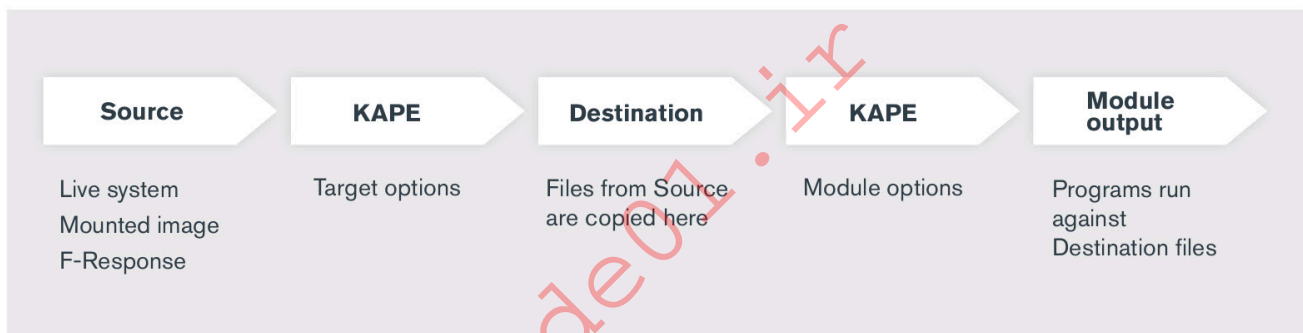 Source
KAPE
Destination
KAPE
Module
output
Live system
Mounted image
F-Response
Target options
Files from Source
are copied here
Module options
Programs run
against
Destination files
de01.ir